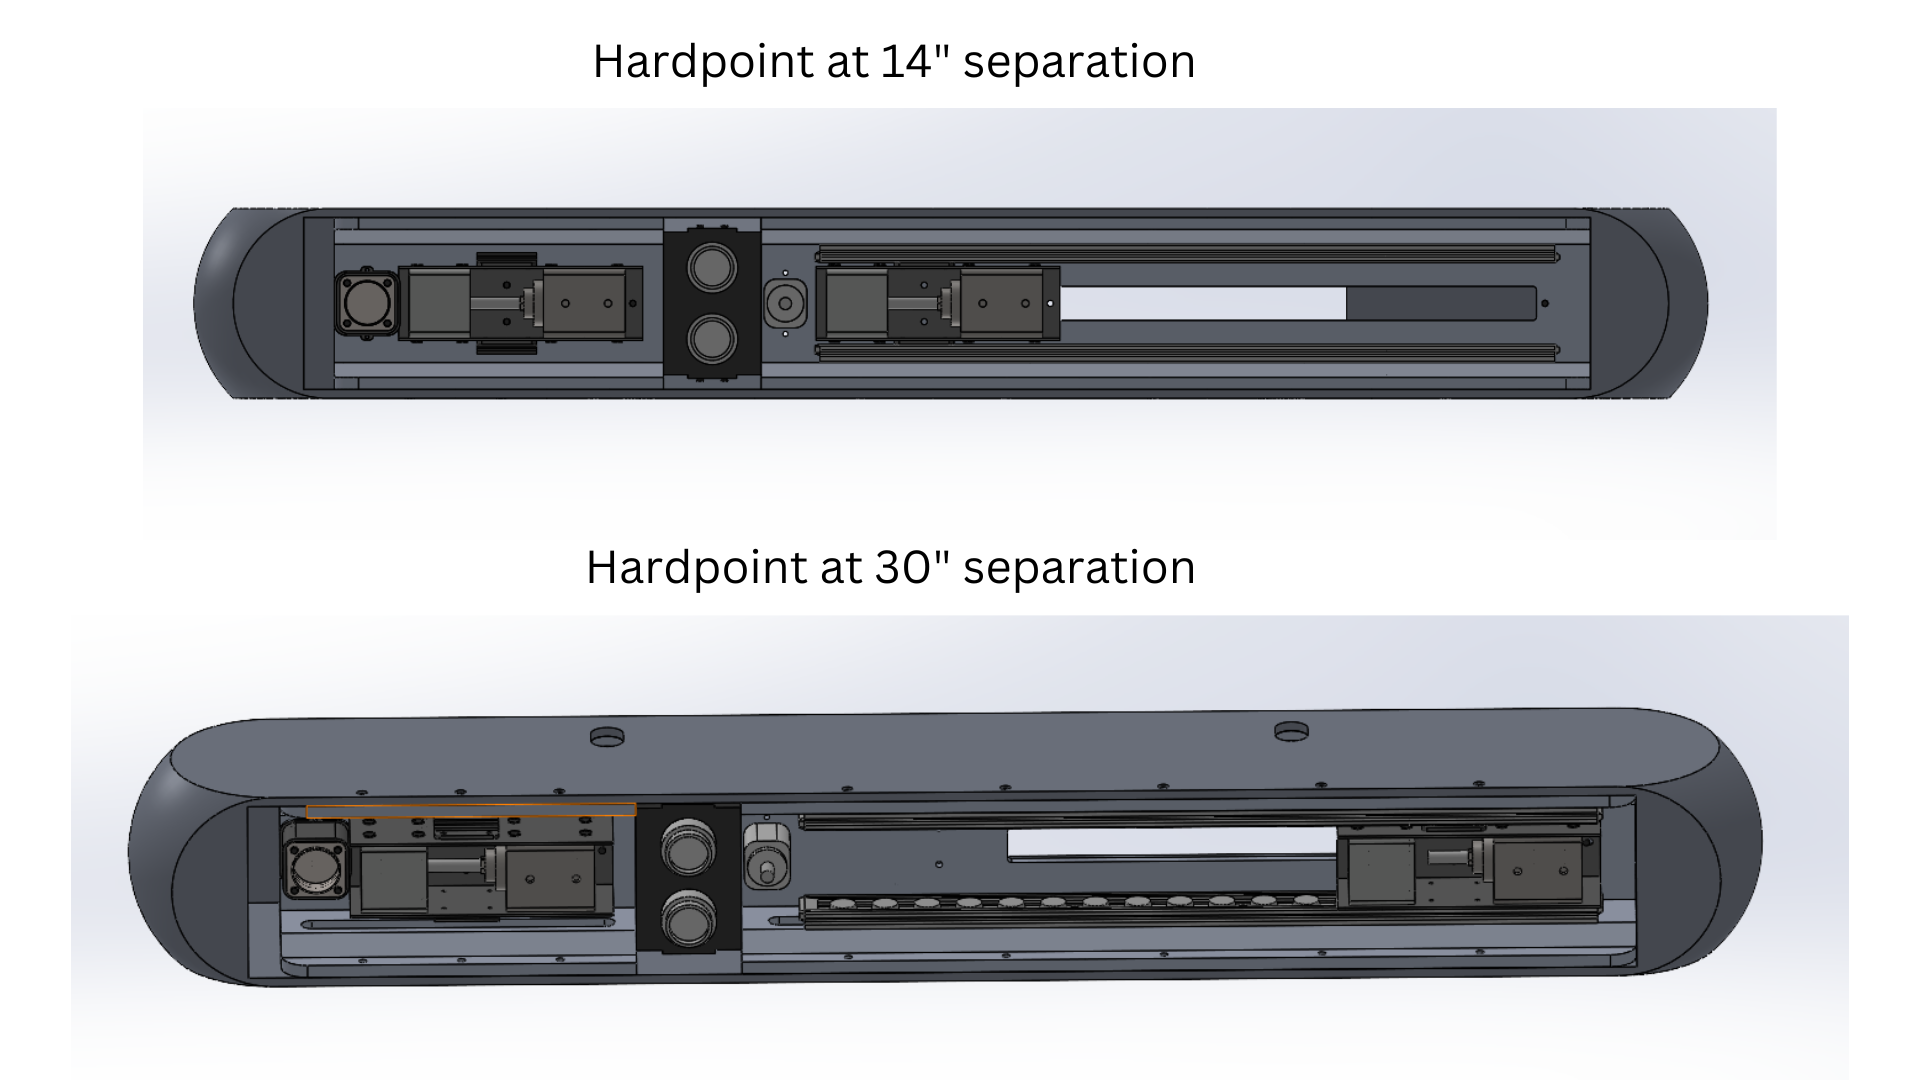 Hardpoint at 14" separation
Hardpoint at 30" separation